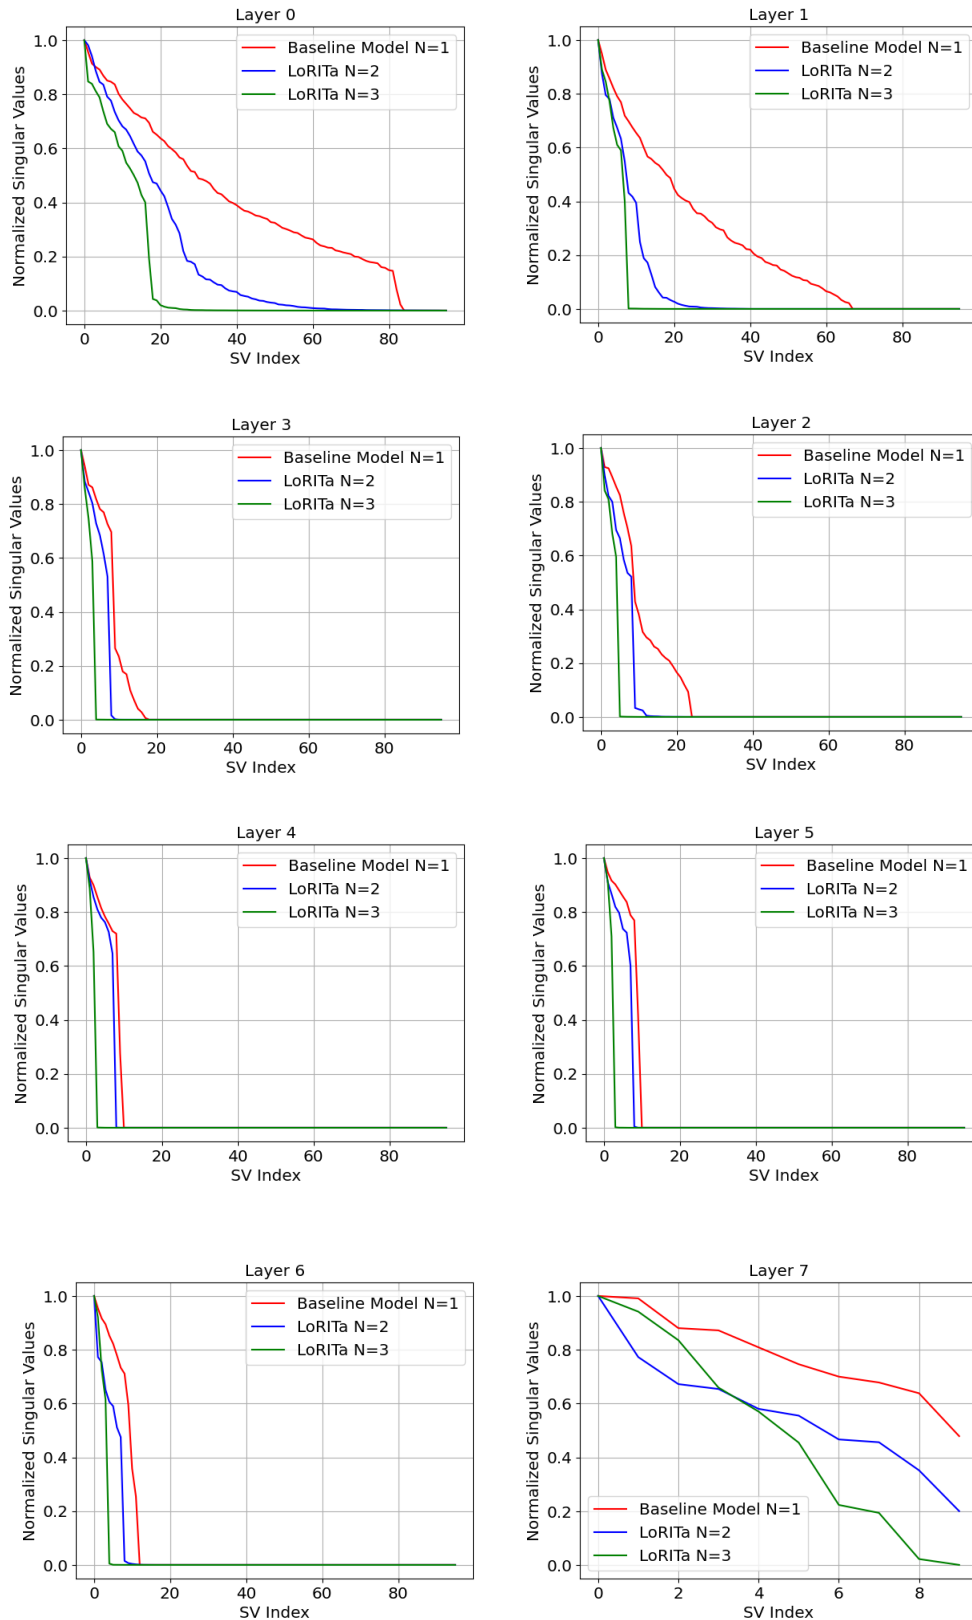 Layer 0
Normalized Singular Values
1.0
0.8
0.6
0.4
0.2
0.0
Baseline Model N=1
LoRITa N=2
LoRITa N=3
0 20 40 60 80
SV Index
Layer 1
Normalized Singular Values
1.0
0.8
0.6
0.4
0.2
0.0
Baseline Model N=1
LoRITa N=2
LoRITa N=3
0 20 40 60 80
SV Index
Layer 3
Normalized Singular Values
1.0
0.8
0.6
0.4
0.2
0.0
Baseline Model N=1
LoRITa N=2
LoRITa N=3
0 20 40 60 80
SV Index
Layer 2
Normalized Singular Values
1.0
0.8
0.6
0.4
0.2
0.0
Baseline Model N=1
LoRITa N=2
LoRITa N=3
0 20 40 60 80
SV Index
Layer 4
Normalized Singular Values
1.0
0.8
0.6
0.4
0.2
0.0
Baseline Model N=1
LoRITa N=2
LoRITa N=3
0 20 40 60 80
SV Index
Layer 5
Normalized Singular Values
1.0
0.8
0.6
0.4
0.2
0.0
Baseline Model N=1
LoRITa N=2
LoRITa N=3
0 20 40 60 80
SV Index
Layer 6
Normalized Singular Values
1.0
0.8
0.6
0.4
0.2
0.0
Baseline Model N=1
LoRITa N=2
LoRITa N=3
0 20 40 60 80
SV Index
Layer 7
Normalized Singular Values
1.0
0.8
0.6
0.4
0.2
0.0
Baseline Model N=1
LoRITa N=2
LoRITa N=3
0 2 4 6 8
SV Index